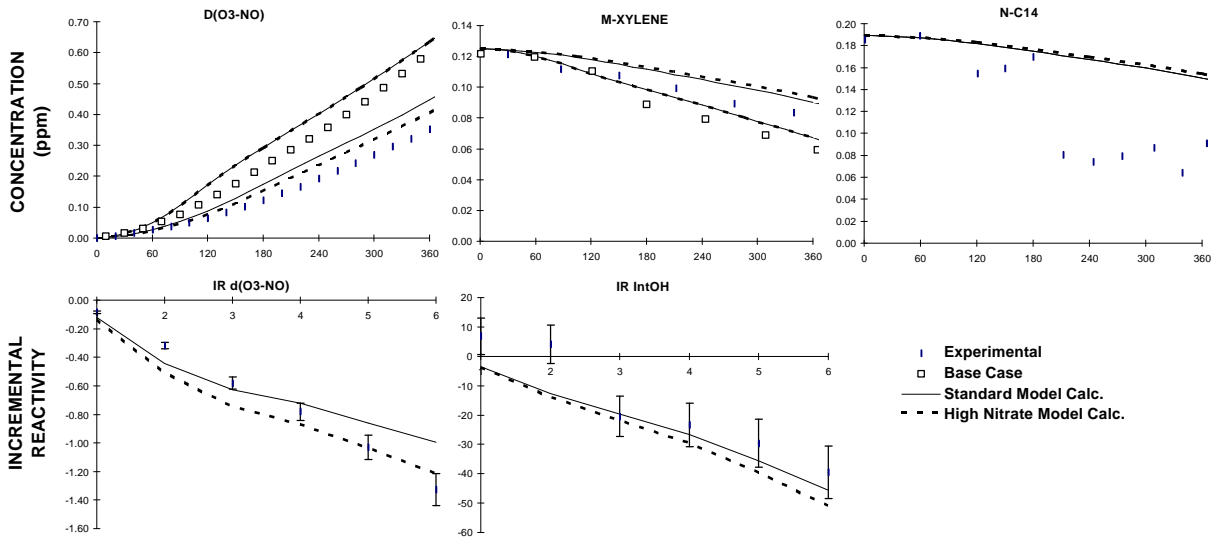 D(O3-NO)
M-XYLENE
N-C14
CONCENTRATION
(ppm)
0.70
0.60
0.50
0.40
0.30
0.20
0.10
0.00
0 60 120 180 240 300 360
0.14
0.12
0.10
0.08
0.06
0.04
0.02
0.00
0 60 120 180 240 300 360
0.20
0.18
0.16
0.14
0.12
0.10
0.08
0.06
0.04
0.02
0.00
0 60 120 180 240 300 360
IR d(O3-NO)
IR IntOH
INCREMENTAL
REACTIVITY
0.00
-0.20
-0.40
-0.60
-0.80
-1.00
-1.20
-1.40
-1.60
2 3 4 5 6
20
10
0
-10
-20
-30
-40
-50
-60
2 3 4 5 6
Experimental
Base Case
Standard Model Calc.
High Nitrate Model Calc.